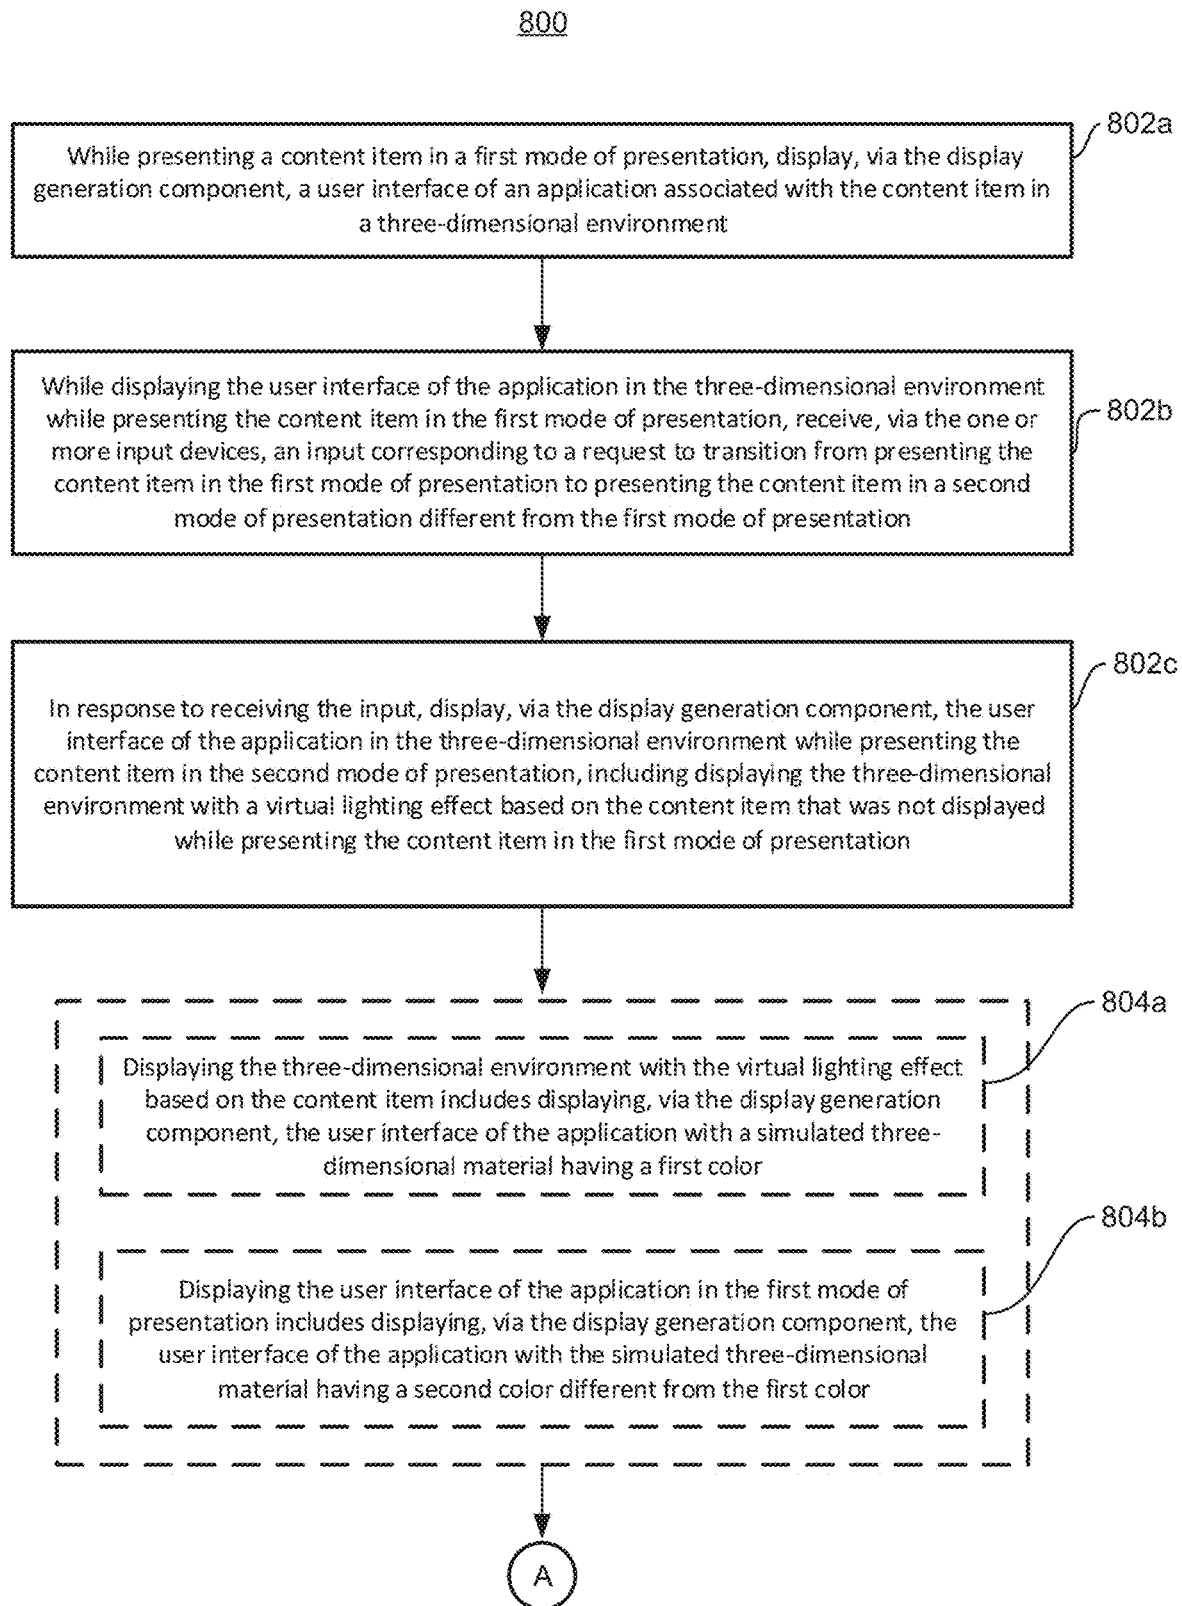 800
802a
While presenting a content item in a first mode of presentation, display, via the display
generation component, a user interface of an application associated with the content item in
a three-dimensional environment
802b
While displaying the user interface of the application in the three-dimensional environment
while presenting the content item in the first mode of presentation, receive, via the one or
more input devices, an input corresponding to a request to transition from presenting the
content item in the first mode of presentation to presenting the content item in a second
mode of presentation different from the first mode of presentation
802c
In response to receiving the input, display, via the display generation component, the user
interface of the application in the three-dimensional environment while presenting the
content item in the second mode of presentation, including displaying the three-dimensional
environment with a virtual lighting effect based on the content item that was not displayed
while presenting the content item in the first mode of presentation
804a
Displaying the three-dimensional environment with the virtual lighting effect
based on the content item includes displaying, via the display generation
component, the user interface of the application with a simulated three-
dimensional material having a first color
804b
Displaying the user interface of the application in the first mode of
presentation includes displaying, via the display generation component, the
user interface of the application with the simulated three-dimensional
material having a second color different from the first color
A